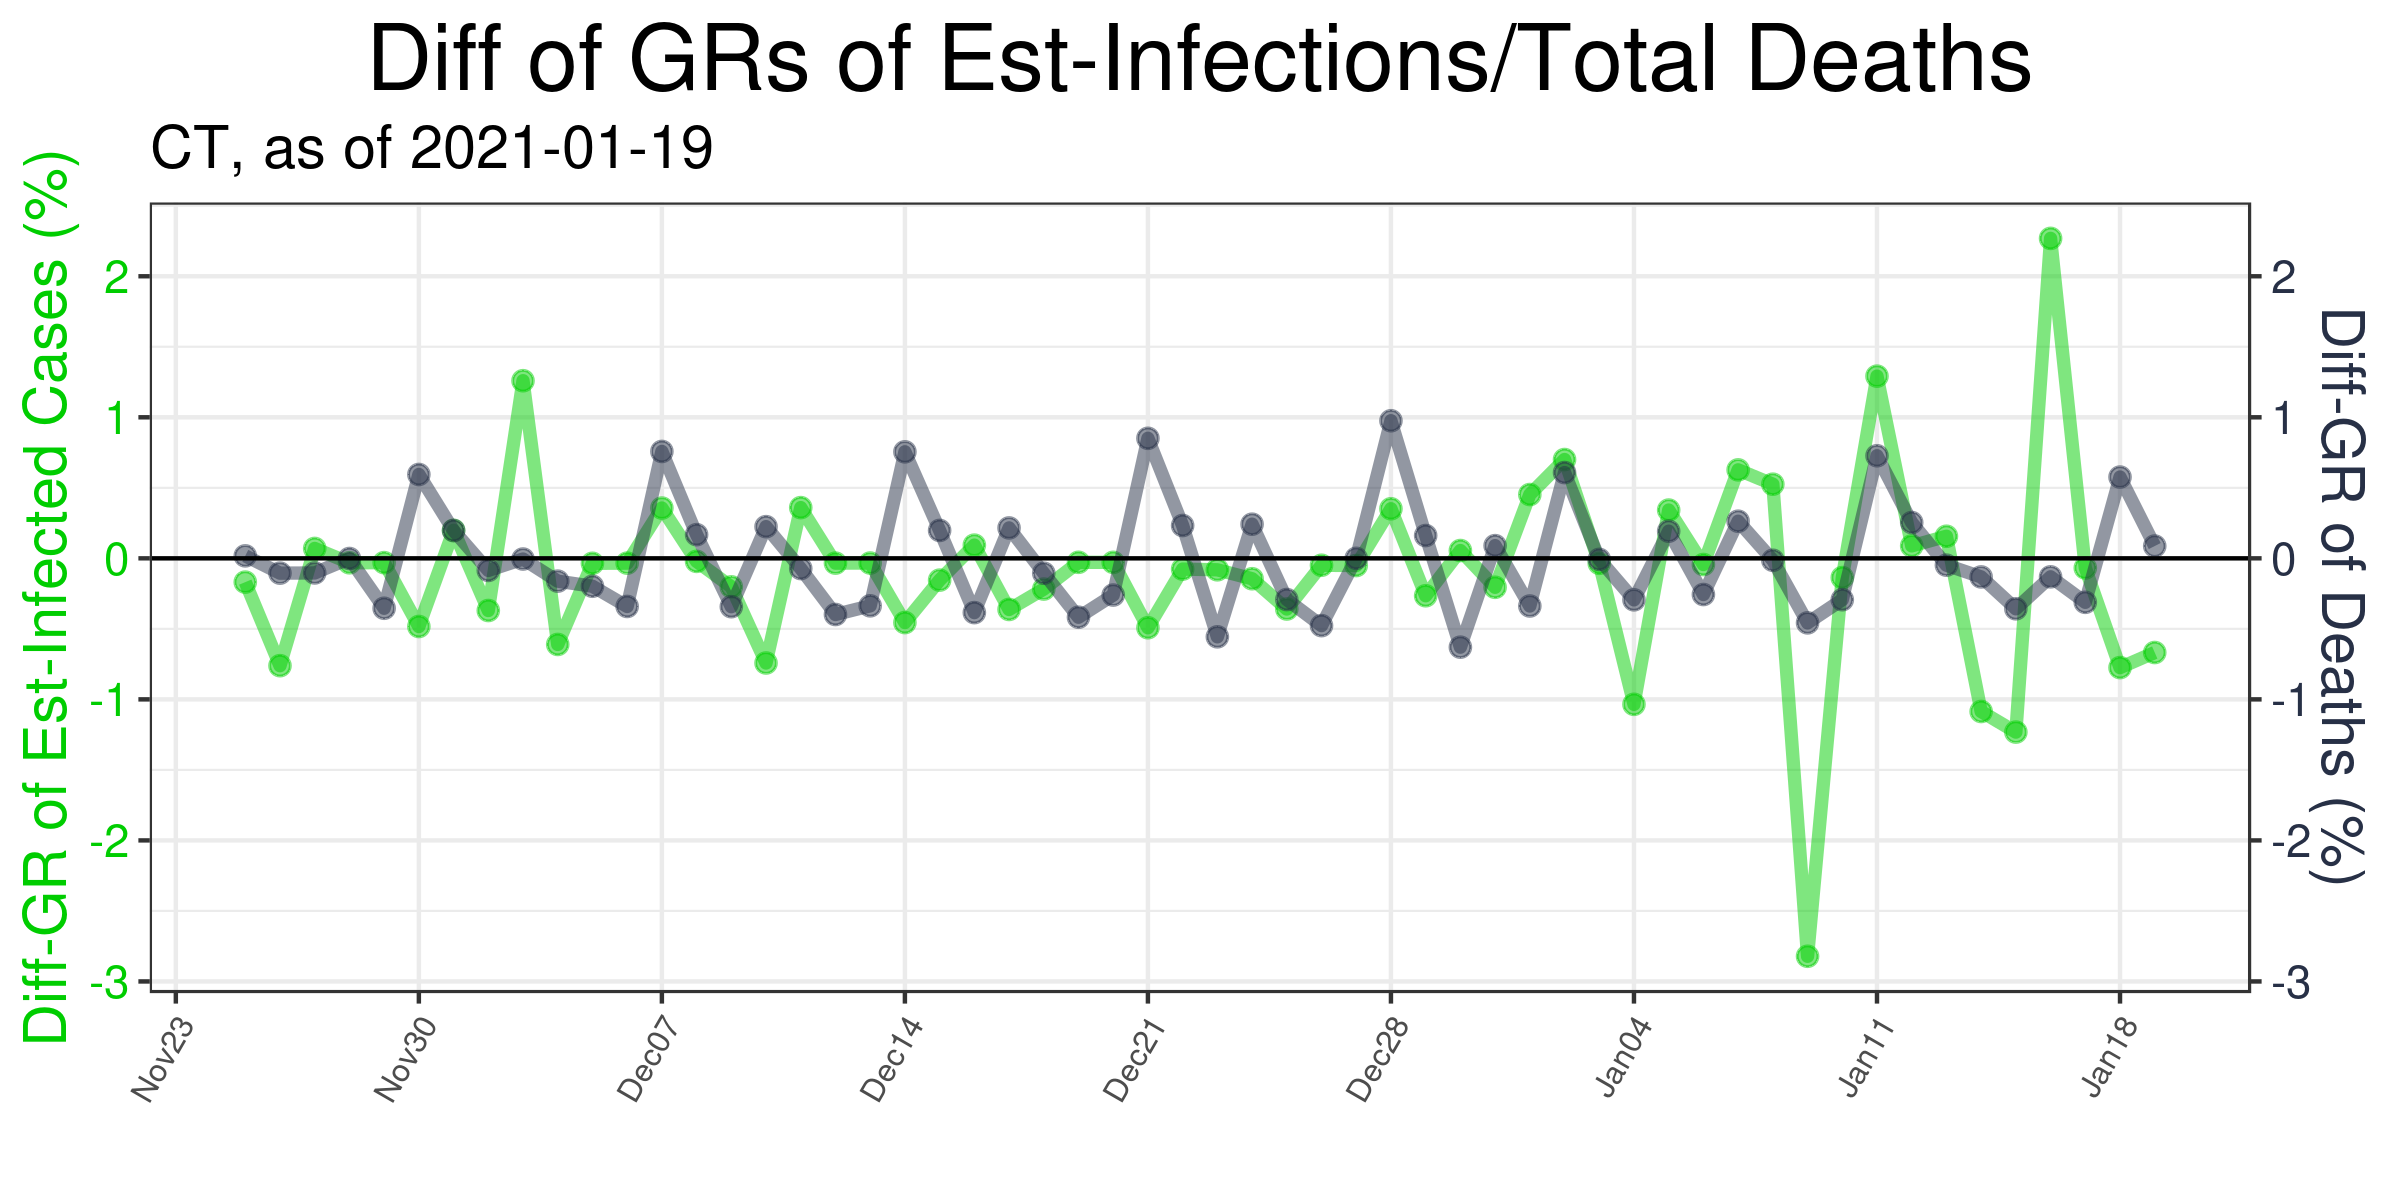 Diff of GRs of Est-Infections/Total Deaths
CT, as of 2021-01-19
Diff-GR of Est-Infected Cases (%)
2
1
0
-1
-2
-3
2
1
0
-1
-2
-3
Diff-GR of Deaths (%)
Nov23
Nov30
Dec07
Dec14
Dec21
Dec28
Jan04
Jan11
Jan18